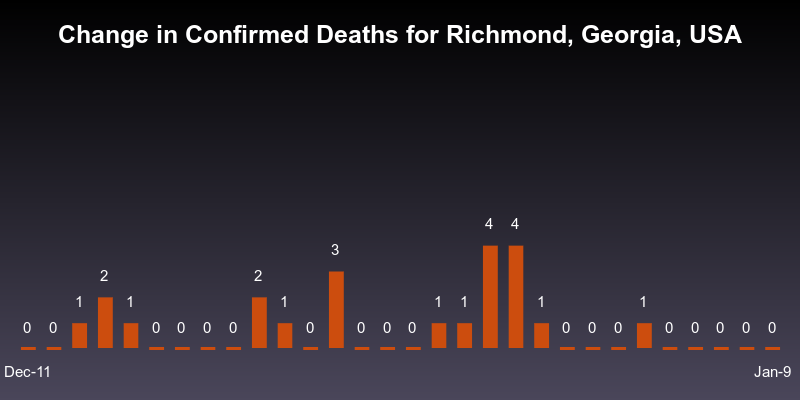 Change in Confirmed Deaths for Richmond, Georgia, USA
4 4
3
2 2
1 1 1 1 1 1 1
0 0 0 0 0 0 0 0 0 0 0 0 0 0 0 0 0 0
Dec-11 Jan-9